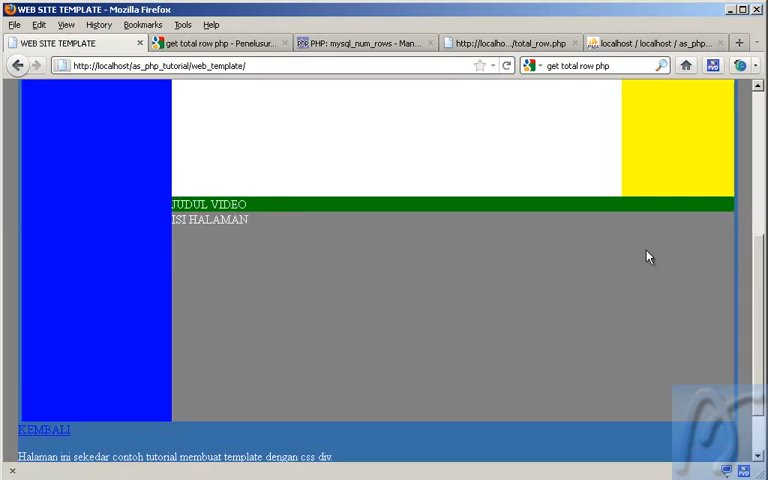 WEB SITE TEMPLATE - Mozilla Firefox
File Edit View History Bookmarks Tools Help
WEB SITE TEMPLATE
get total row php - Penelusur...
PHP: mysql_num_rows - Man...
http://localho.../total_row.php
localhost / localhost / as_php...
http://localhost/as_php_tutorial/web_template/
get total row php
JUDUL VIDEO
ISI HALAMAN
KEMBALI
Halaman ini sekedar contoh tutorial membuat template dengan css div.